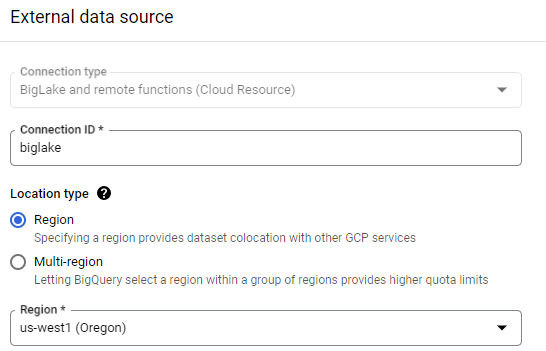 External data source
Connection type
BigLake and remote functions (Cloud Resource)
Connection ID *
biglake
Location type ?
Region
Specifying a region provides dataset colocation with other GCP services
Multi-region
Letting BigQuery select a region within a group of regions provides higher quota limits
Region *
us-west1 (Oregon)